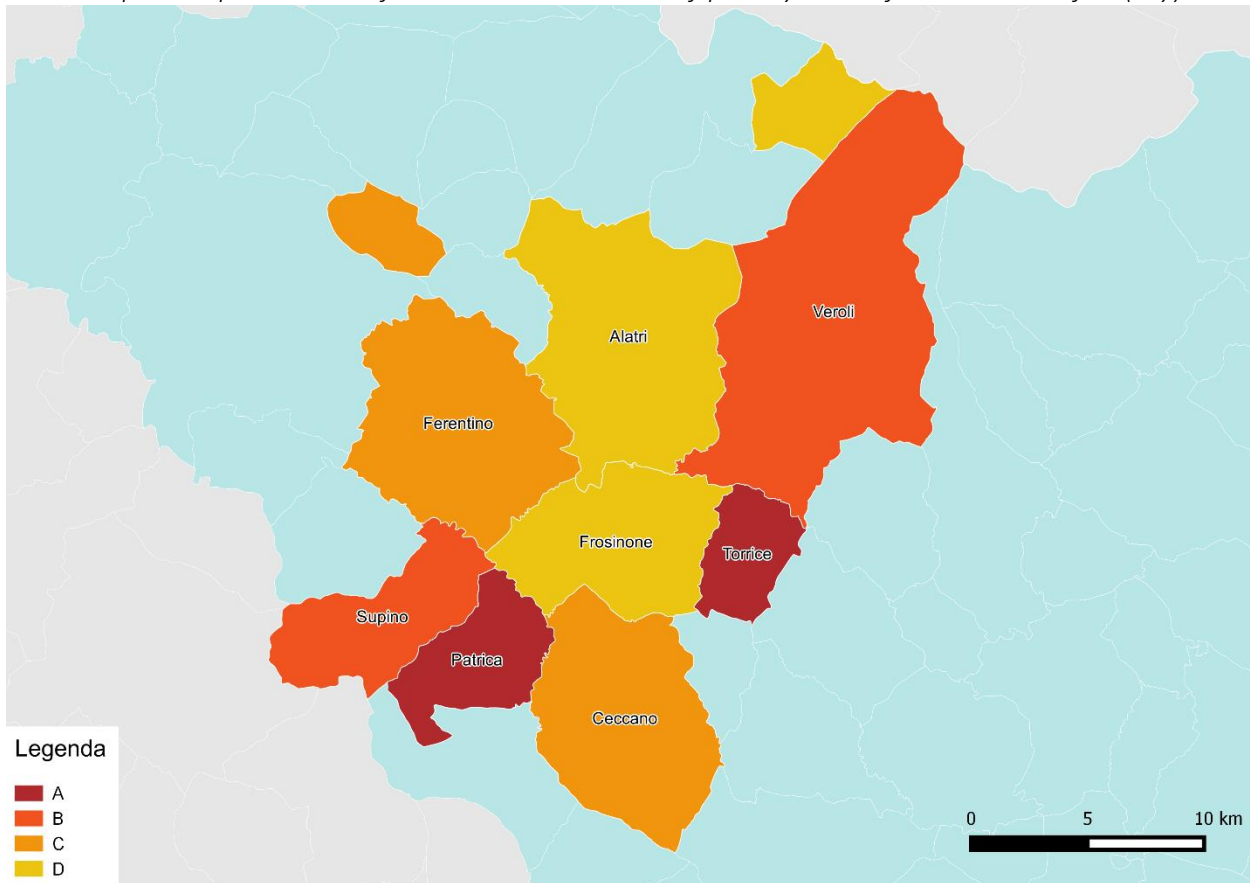 Veroli
Alatri
Ferentino
Frosinone
Torrice
Supino
Patrica
Ceccano
Legenda
A
B
C
D
0 5 10 km